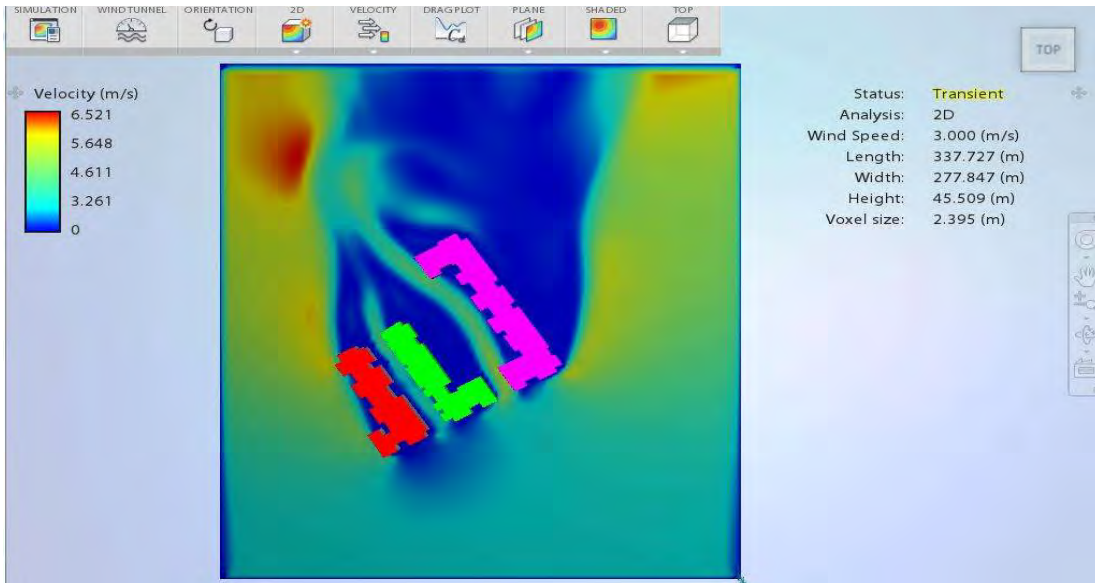 SIMULATION WIND TUNNEL ORIENTATION 2D VELOCITY DRAG PLOT PLANE SHADED TOP
Cd
TOP
Velocity (m/s)
6.521
5.648
4.611
3.261
0
Status: Transient
Analysis: 2D
Wind Speed: 3.000 (m/s)
Length: 337.727 (m)
Width: 277.847 (m)
Height: 45.509 (m)
Voxel size: 2.395 (m)